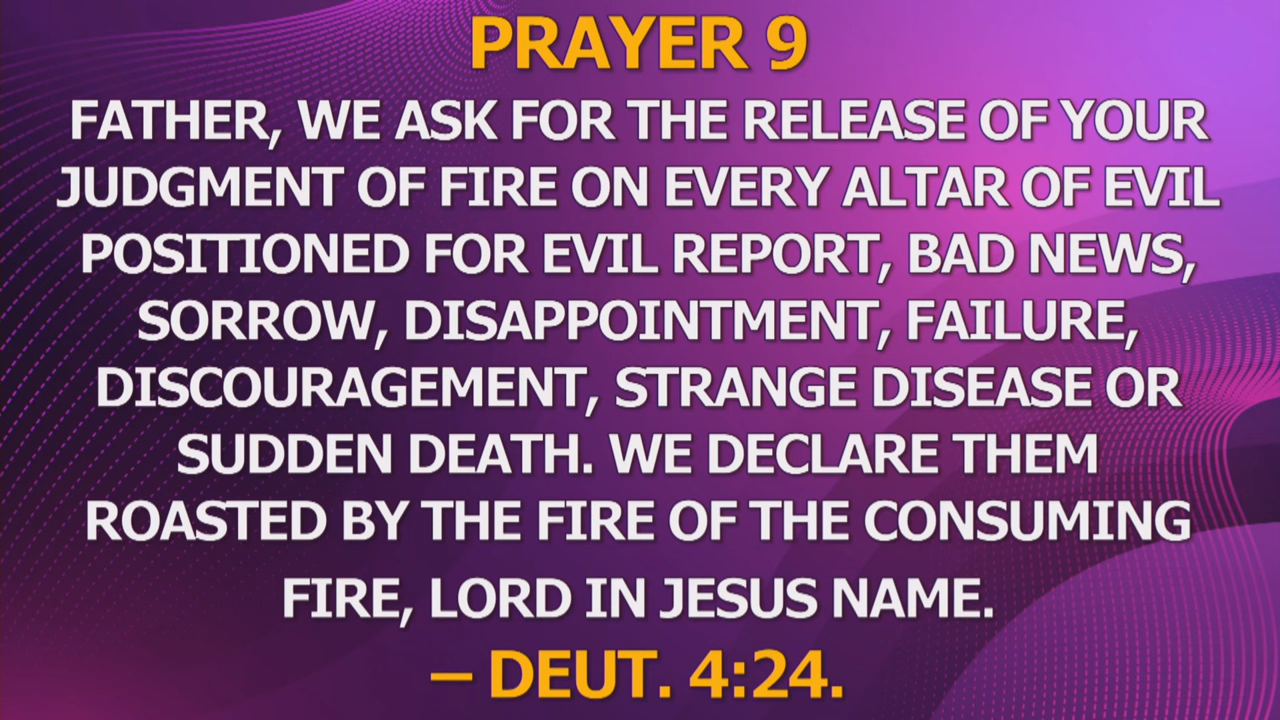 PRAYER 9
FATHER, WE ASK FOR THE RELEASE OF YOUR
JUDGMENT OF FIRE ON EVERY ALTAR OF EVIL
POSITIONED FOR EVIL REPORT, BAD NEWS,
SORROW, DISAPPOINTMENT, FAILURE,
DISCOURAGEMENT, STRANGE DISEASE OR
SUDDEN DEATH. WE DECLARE THEM
ROASTED BY THE FIRE OF THE CONSUMING
FIRE, LORD IN JESUS NAME.
– DEUT. 4:24.